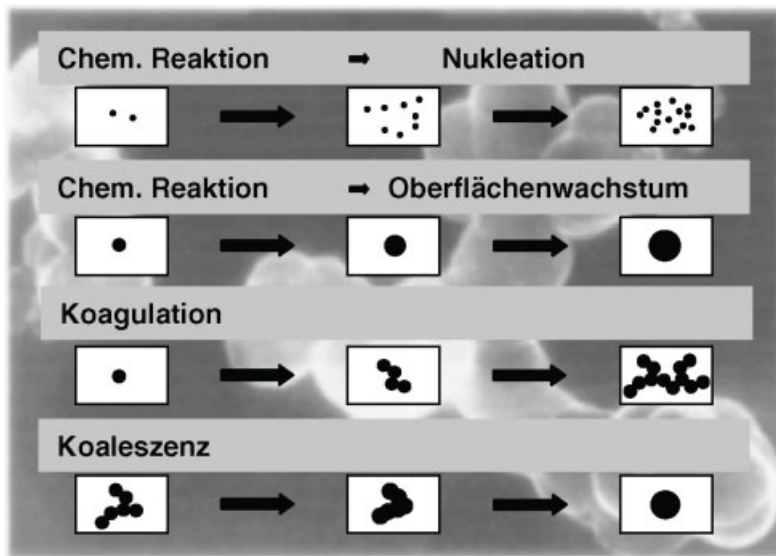 Chem. Reaktion → Nukleation
Chem. Reaktion → Oberflächenwachstum
Koagulation
Koaleszenz